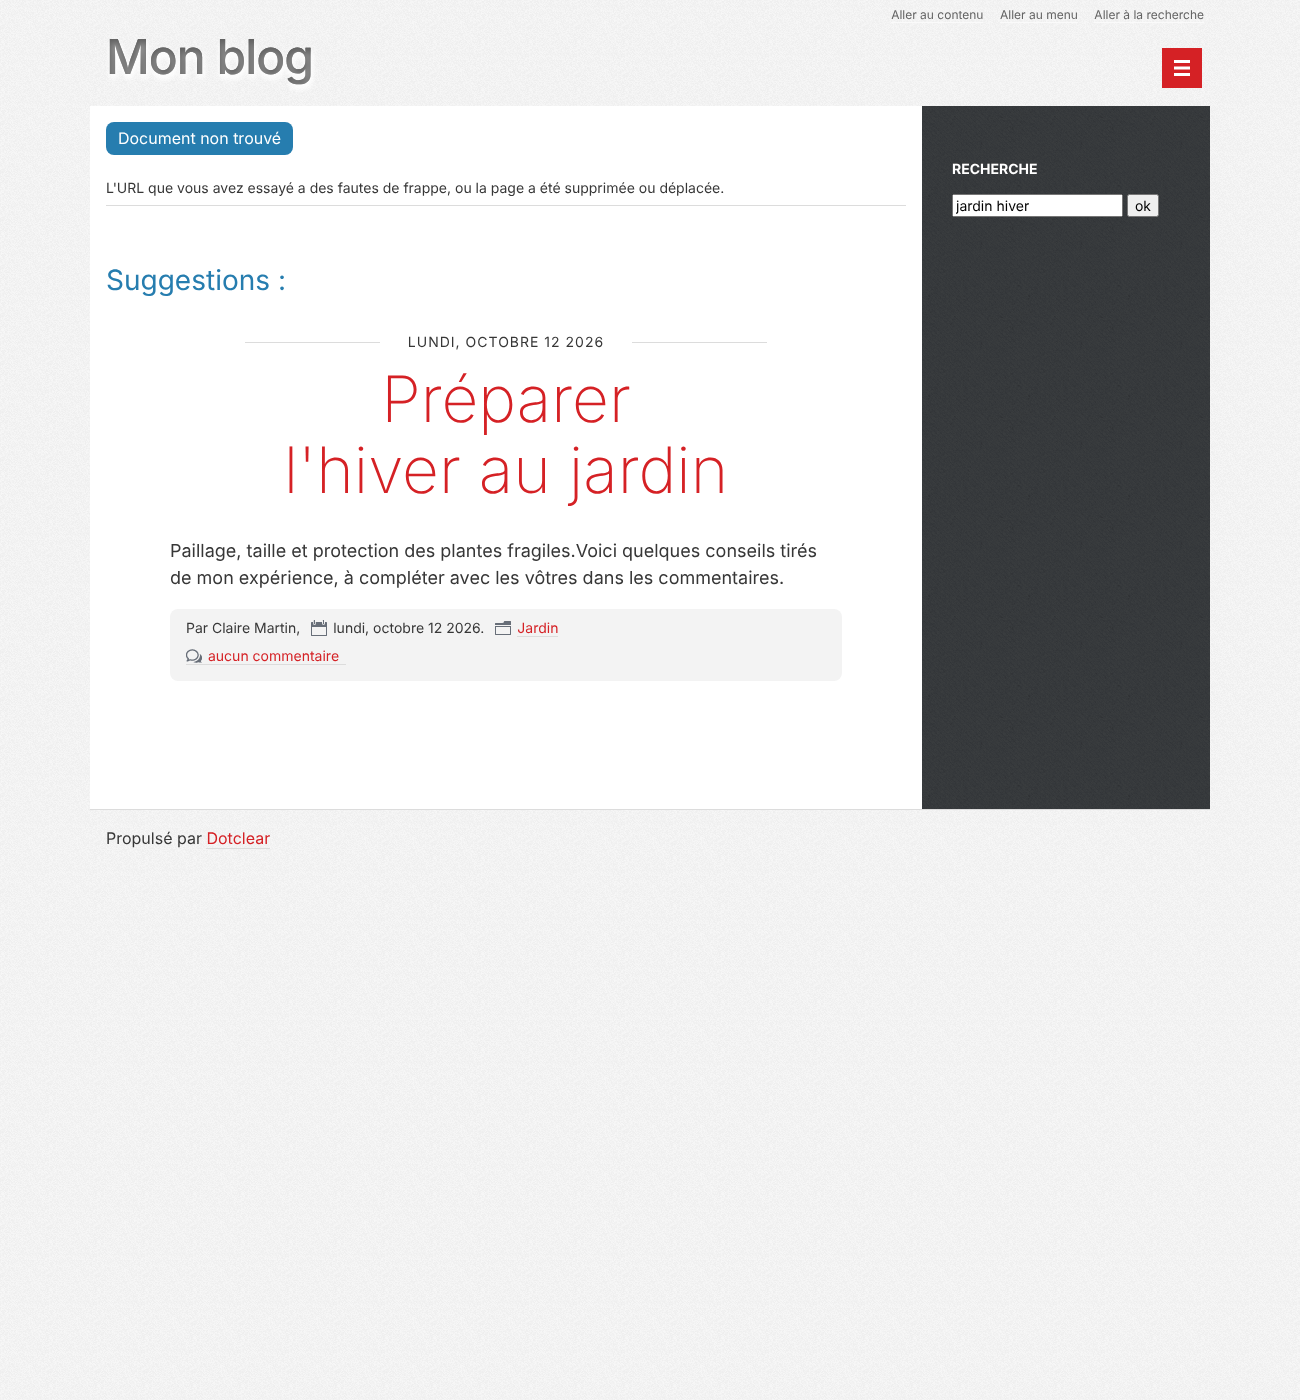 Aller au contenu Aller au menu Aller à la recherche
Mon blog
Document non trouvé
L'URL que vous avez essayé a des fautes de frappe, ou la page a été supprimée ou déplacée.
Suggestions :
LUNDI, OCTOBRE 12 2026
Préparer
l'hiver au jardin
Paillage, taille et protection des plantes fragiles.Voici quelques conseils tirés
de mon expérience, à compléter avec les vôtres dans les commentaires.
Par Claire Martin, lundi, octobre 12 2026. Jardin
aucun commentaire
RECHERCHE
jardin hiver ok
Propulsé par Dotclear